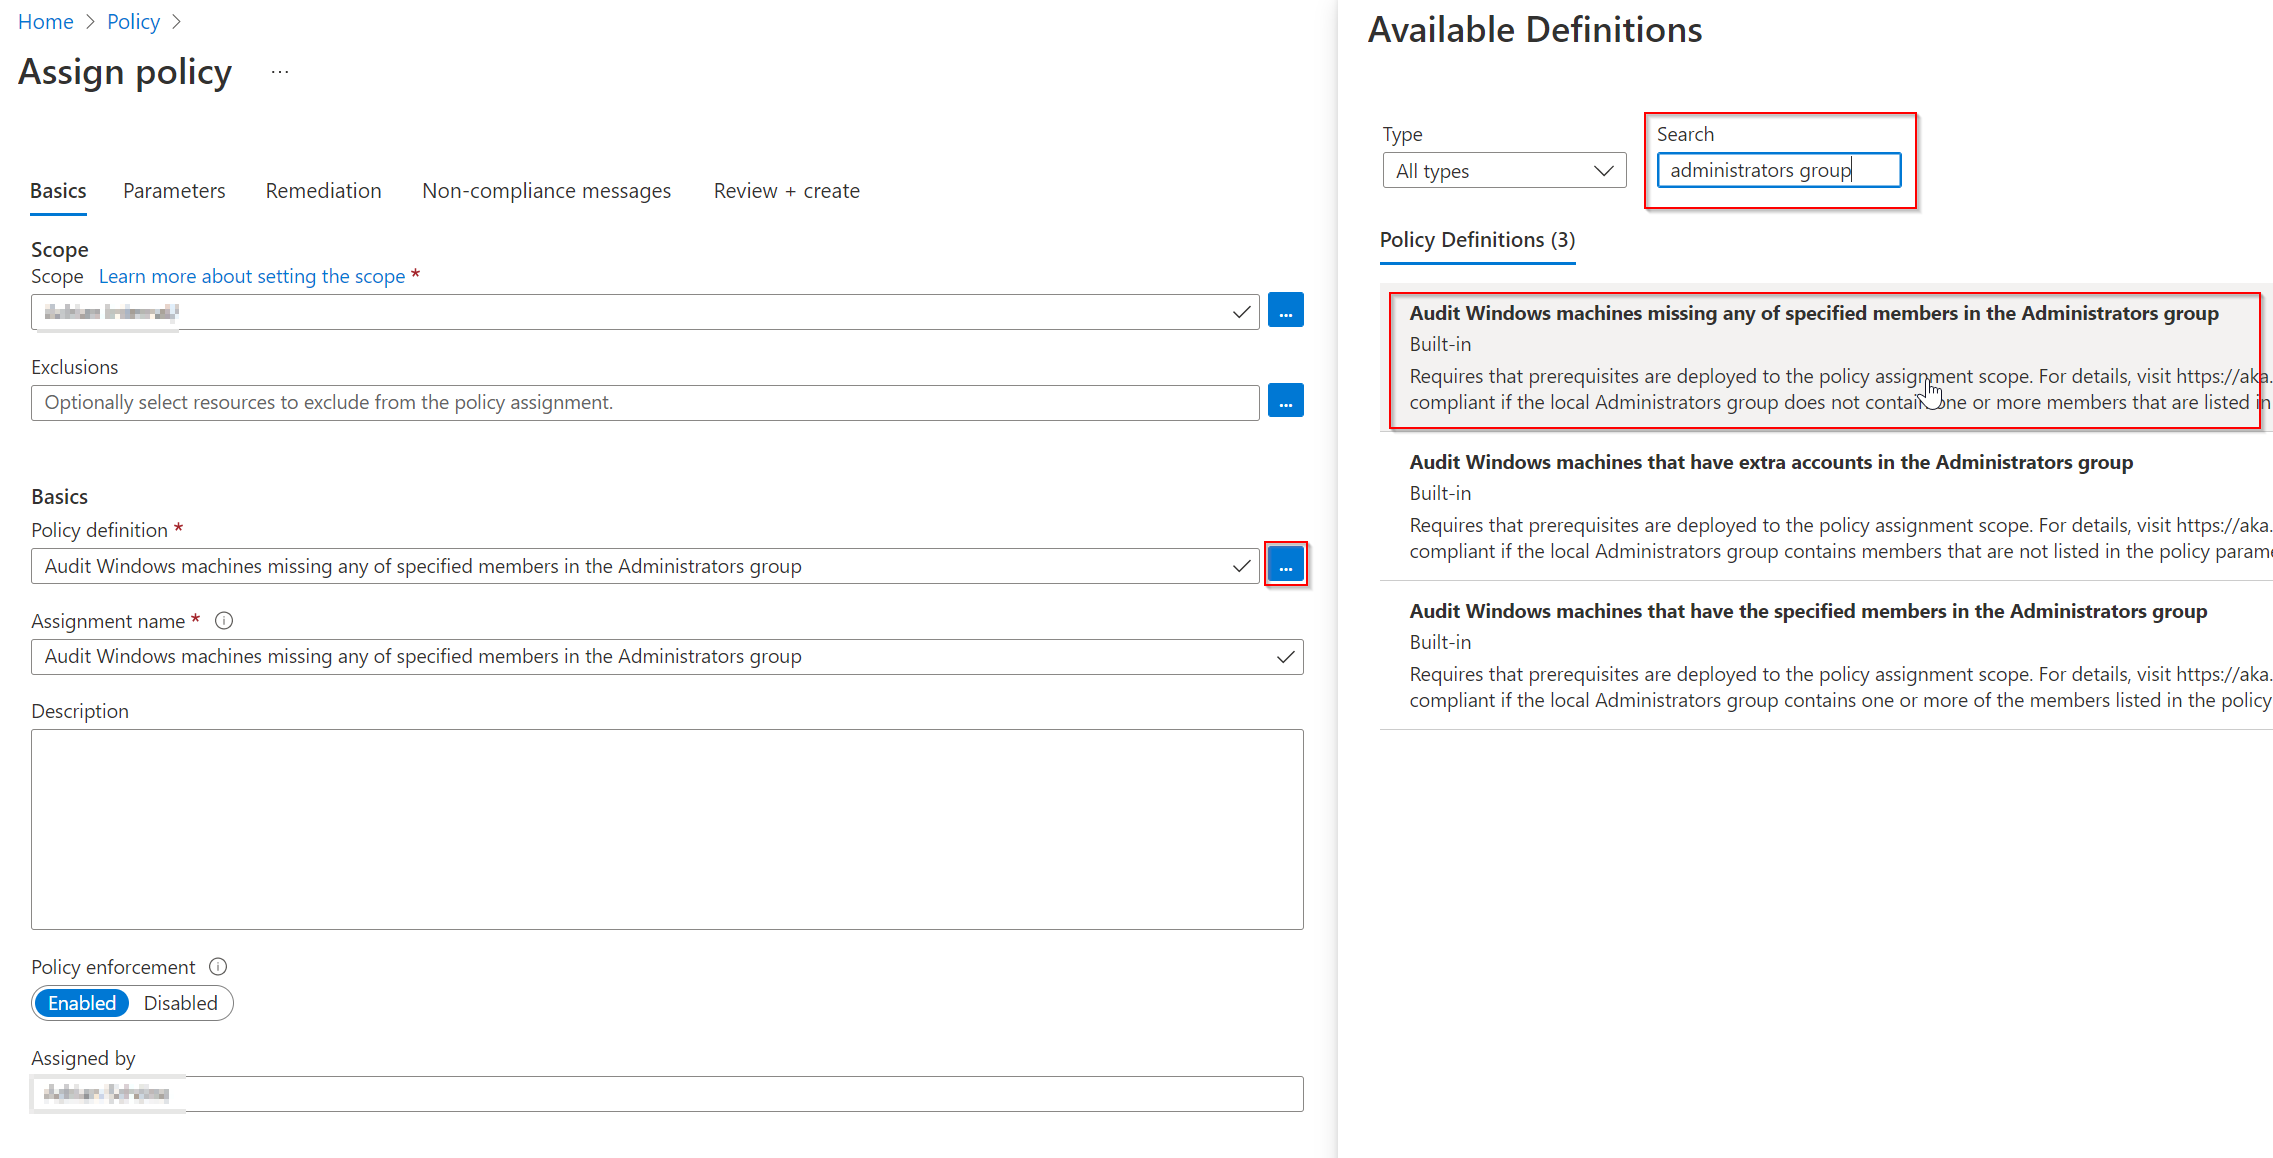 Home > Policy >
Assign policy ...
Basics Parameters Remediation Non-compliance messages Review + create
Scope
Scope Learn more about setting the scope *
...
Exclusions
Optionally select resources to exclude from the policy assignment.
...
Basics
Policy definition *
Audit Windows machines missing any of specified members in the Administrators group
...
Assignment name *
Audit Windows machines missing any of specified members in the Administrators group
Description
Policy enforcement
Enabled Disabled
Assigned by
Available Definitions
Type
All types
Search
administrators group
Policy Definitions (3)
Audit Windows machines missing any of specified members in the Administrators group
Built-in
Requires that prerequisites are deployed to the policy assignment scope. For details, visit https://aka.
compliant if the local Administrators group does not contain one or more members that are listed in
Audit Windows machines that have extra accounts in the Administrators group
Built-in
Requires that prerequisites are deployed to the policy assignment scope. For details, visit https://aka.
compliant if the local Administrators group contains members that are not listed in the policy parame
Audit Windows machines that have the specified members in the Administrators group
Built-in
Requires that prerequisites are deployed to the policy assignment scope. For details, visit https://aka.
compliant if the local Administrators group contains one or more of the members listed in the policy